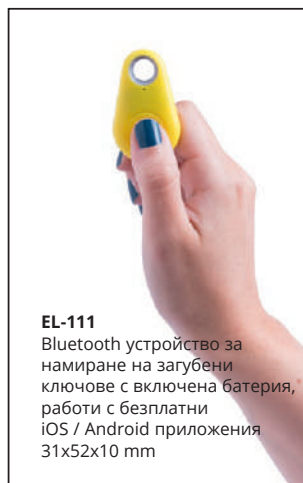 EL-111
Bluetooth устройство за
намиране на загубени
ключове с включена батерия,
работи с безплатни
iOS / Android приложения
31x52x10 mm